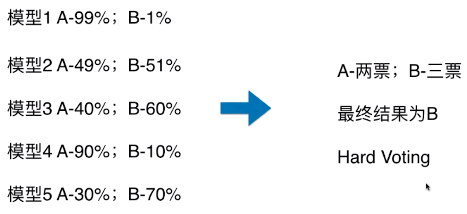 模型1 A-99%；B-1%
模型2 A-49%；B-51%
模型3 A-40%；B-60%
模型4 A-90%；B-10%
模型5 A-30%；B-70%
A-两票；B-三票
最终结果为B
Hard Voting